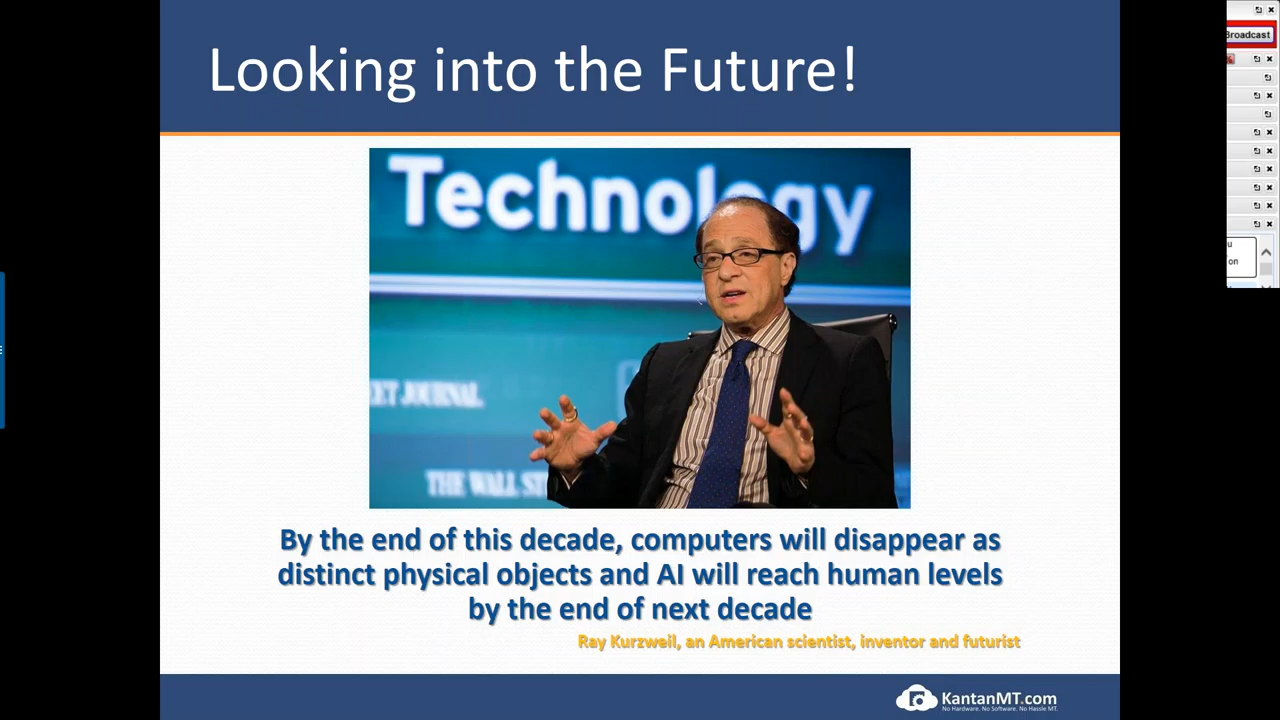 Looking into the Future!
Technology
JOURNAL
THE WALL
By the end of this decade, computers will disappear as
distinct physical objects and AI will reach human levels
by the end of next decade
Ray Kurzweil, an American scientist, inventor and futurist
KantanMT.com
No Hardware. No Software. No Hassle MT.
Broadcast
on